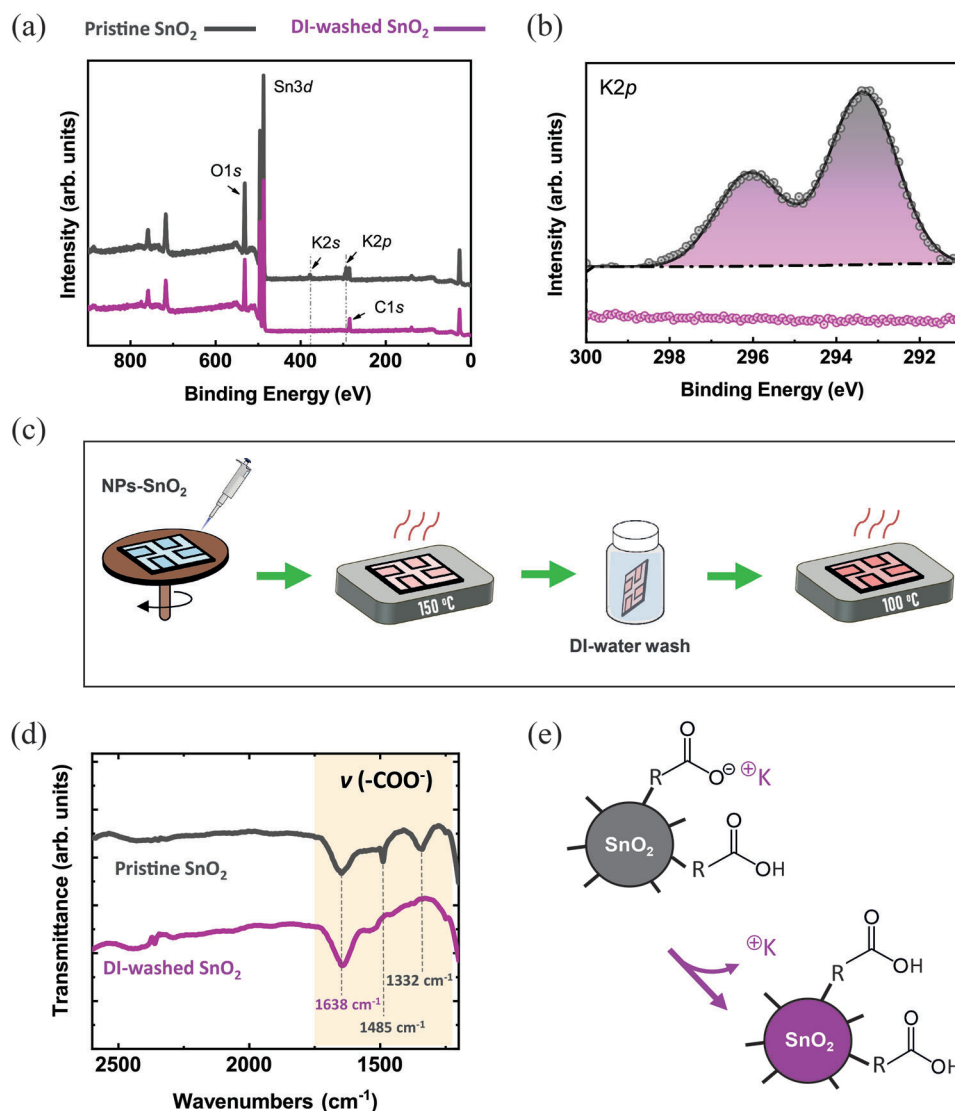 (a)
Pristine SnO₂
DI-washed SnO₂
Sn3d
O1s
K2s
K2p
C1s
Intensity (arb. units)
800 600 400 200 0
Binding Energy (eV)
(b)
K2p
Intensity (arb. units)
300 298 296 294 292
Binding Energy (eV)
(c)
NPs-SnO₂
150 ⁰C
DI-water wash
100 ⁰C
(d)
ν (-COO⁻)
Pristine SnO₂
DI-washed SnO₂
1332 cm⁻¹
1638 cm⁻¹
1485 cm⁻¹
Transmittance (arb. units)
2500 2000 1500
Wavenumbers (cm⁻¹)
(e)
O
R O⊖ ⊕K
O
SnO₂
R OH
O
⊕K
R OH
O
SnO₂
R OH